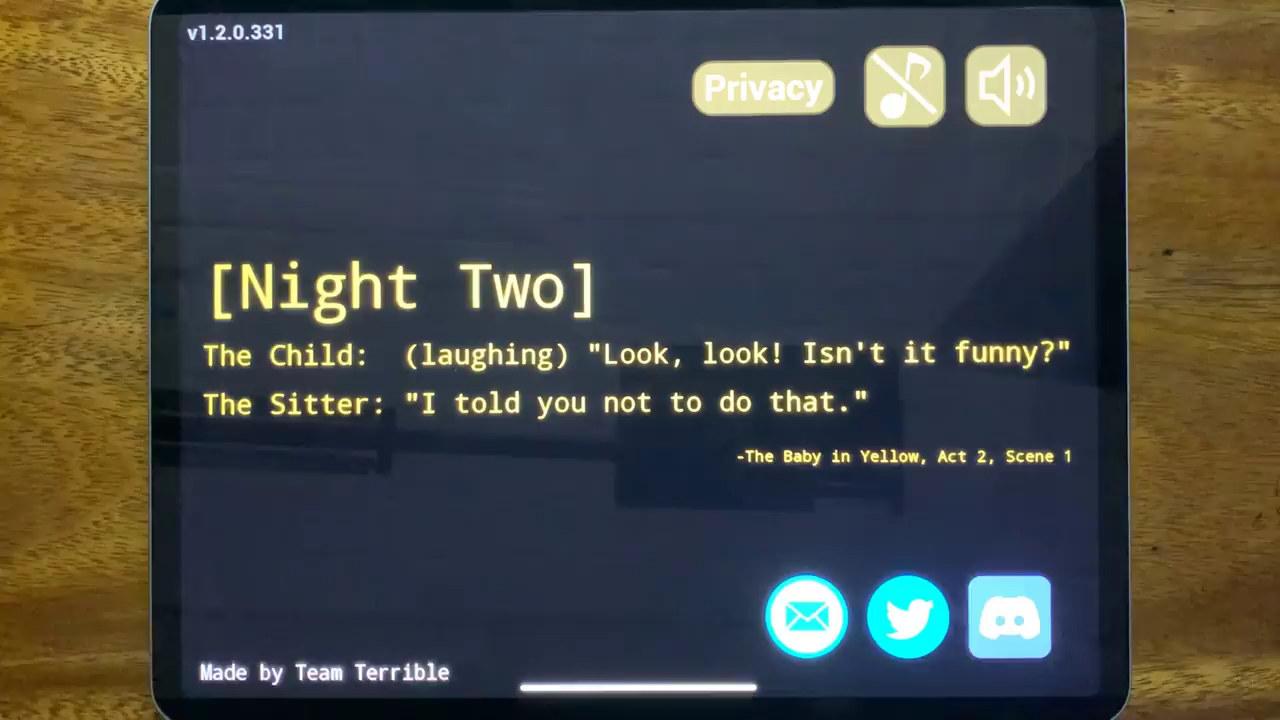 v1.2.0.331
Privacy
[Night Two]
The Child: (laughing) "Look, look! Isn't it funny?"
The Sitter: "I told you not to do that."
-The Baby in Yellow, Act 2, Scene 1
Made by Team Terrible